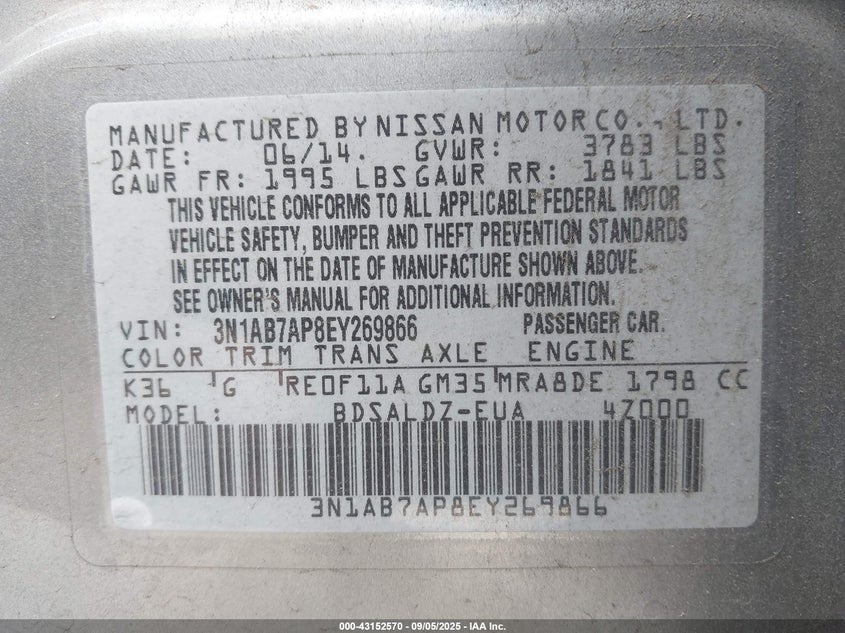 MANUFACTURED BY NISSAN MOTOR CO., LTD.
DATE: 06/14. GVWR: 3783 LBS
GAWR FR: 1995 LBS GAWR RR: 1841 LBS
THIS VEHICLE CONFORMS TO ALL APPLICABLE FEDERAL MOTOR
VEHICLE SAFETY, BUMPER AND THEFT PREVENTION STANDARDS
IN EFFECT ON THE DATE OF MANUFACTURE SHOWN ABOVE.
SEE OWNER'S MANUAL FOR ADDITIONAL INFORMATION.
VIN: 3N1AB7AP8EY269866 PASSENGER CAR.
COLOR TRIM TRANS AXLE ENGINE
K36 G RE0F11A GM35 MRA8DE 1798 CC
MODEL: BDSALDZ-EUA 4Z000
3N1AB7AP8EY269866
000-43152570 - 09/05/2025 - IAA Inc.